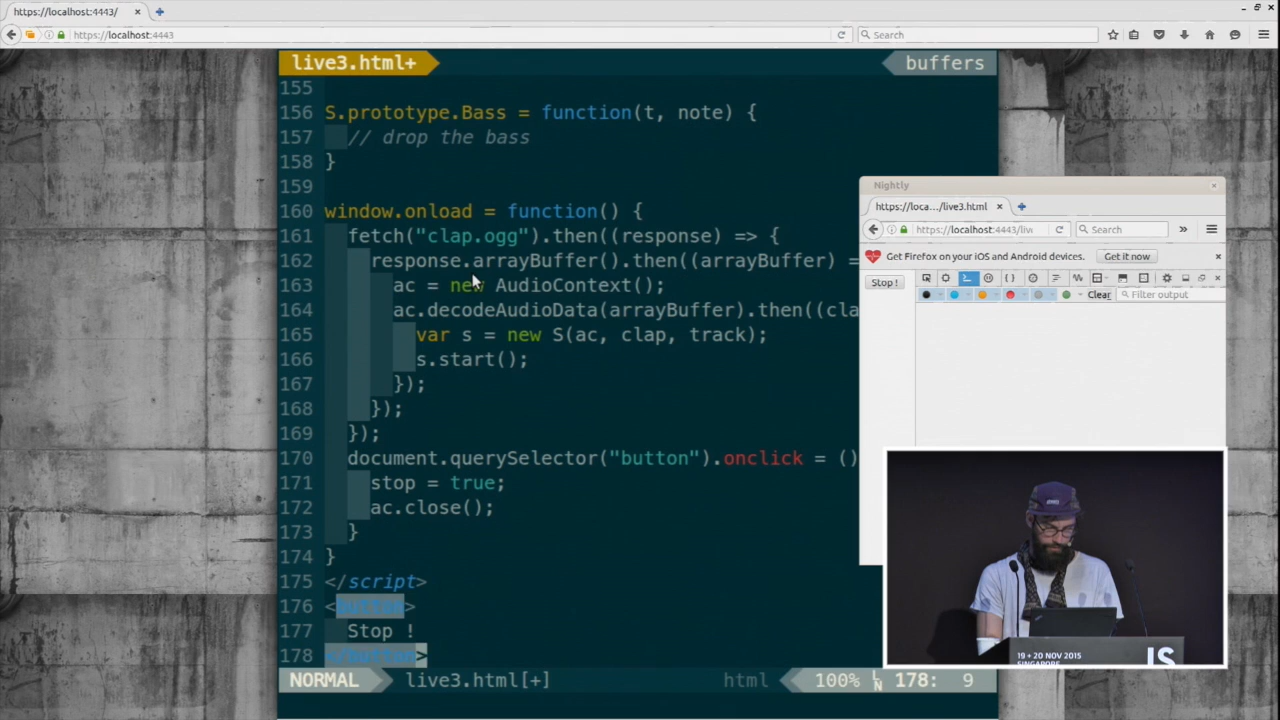 https://localhost:4443/
https://localhost:4443
Search
live3.html+
buffers
155
156 S.prototype.Bass = function(t, note) {
157 // drop the bass
158 }
159
160 window.onload = function() {
161 fetch("clap.ogg").then((response) => {
162 response.arrayBuffer().then((arrayBuffer) =
163 ac = new AudioContext();
164 ac.decodeAudioData(arrayBuffer).then((cla
165 var s = new S(ac, clap, track);
166 s.start();
167 });
168 });
169 });
170 document.querySelector("button").onclick = ()
171 stop = true;
172 ac.close();
173 }
174 }
175 </script>
176 <button>
177 Stop !
178 </button>
NORMAL live3.html[+] html 100% LN 178: 9
Nightly
https://loca.../live3.html
https://localhost:4443/live
Search
Get Firefox on your iOS and Android devices. Get it now
Stop !
Clear Filter output
19 + 20 NOV 2015
SINGAPORE
JS